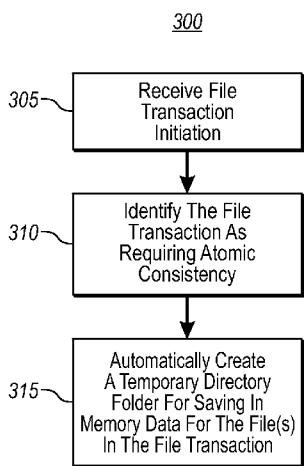 300
305
Receive File
Transaction
Initiation
310
Identify The File
Transaction As
Requiring Atomic
Consistency
315
Automatically Create
A Temporary Directory
Folder For Saving In
Memory Data For The File(s)
In The File Transaction